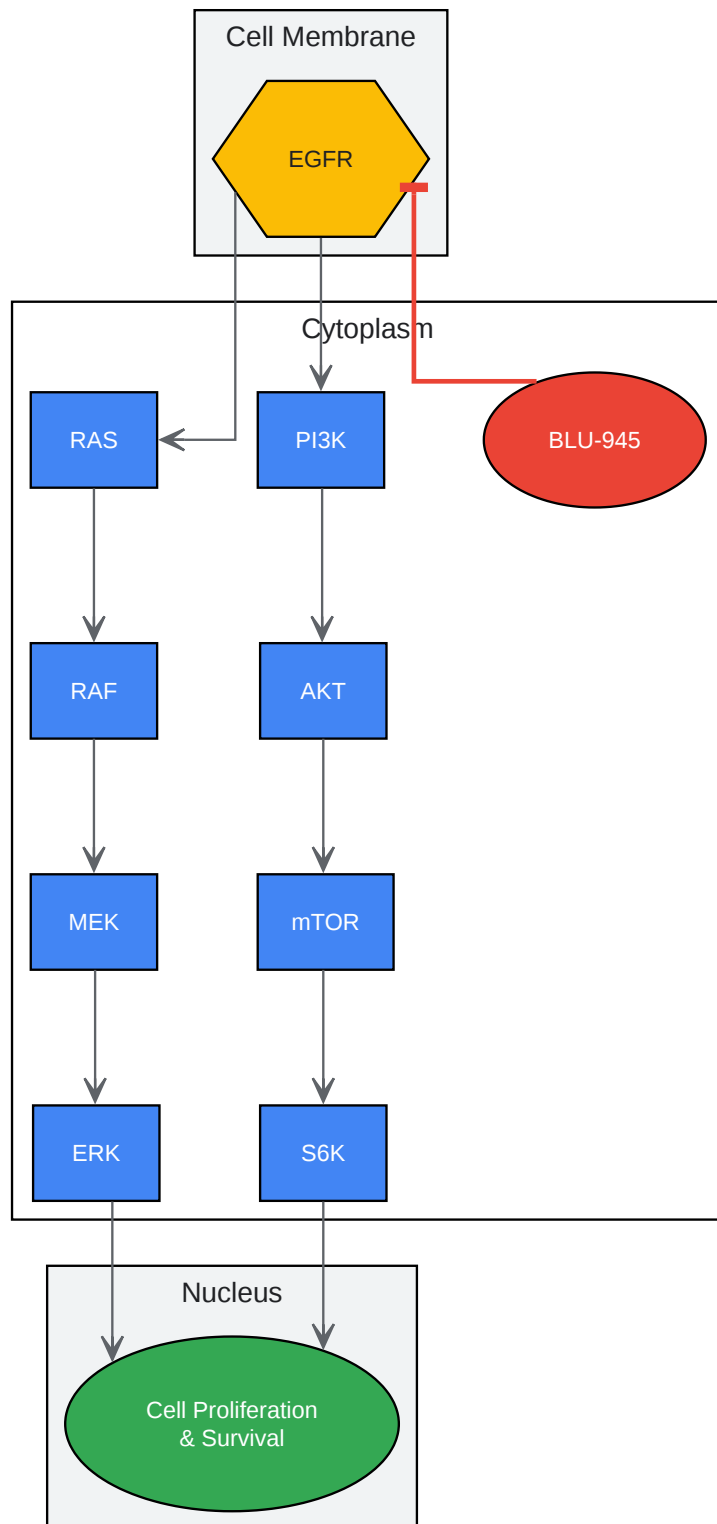 Cell Membrane
EGFR
Cytoplasm
RAS
PI3K
BLU-945
RAF
AKT
MEK
mTOR
ERK
S6K
Nucleus
Cell Proliferation
& Survival